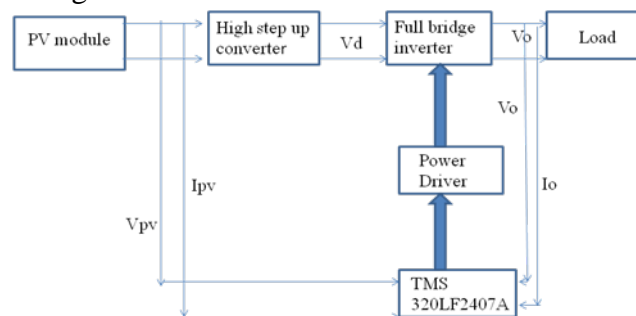 PV module
High step up
converter
Vd
Full bridge
inverter
Vo
Load
Vo
Power
Driver
Io
Ipv
Vpv
TMS
320LF2407A